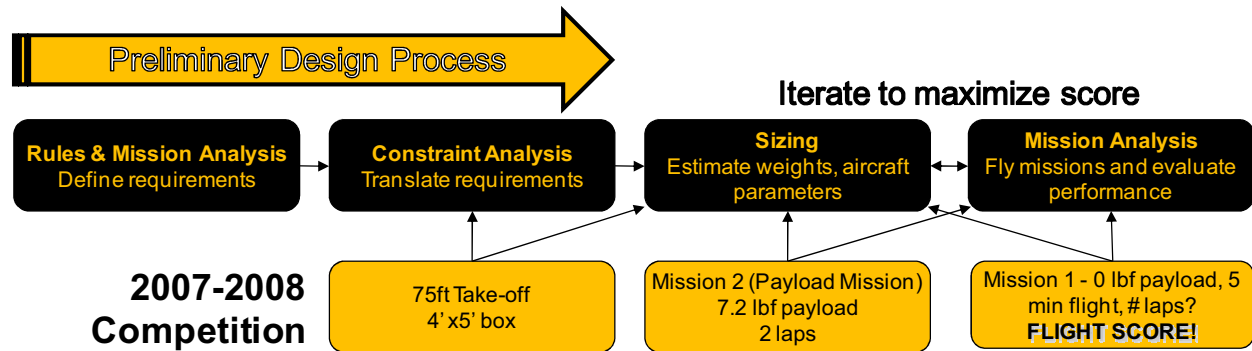 Preliminary Design Process
Iterate to maximize score
Rules & Mission Analysis
Define requirements
Constraint Analysis
Translate requirements
Sizing
Estimate weights, aircraft
parameters
Mission Analysis
Fly missions and evaluate
performance
2007-2008
Competition
75ft Take-off
4' x5' box
Mission 2 (Payload Mission)
7.2 lbf payload
2 laps
Mission 1 - 0 lbf payload, 5
min flight, # laps?
FLIGHT SCORE!